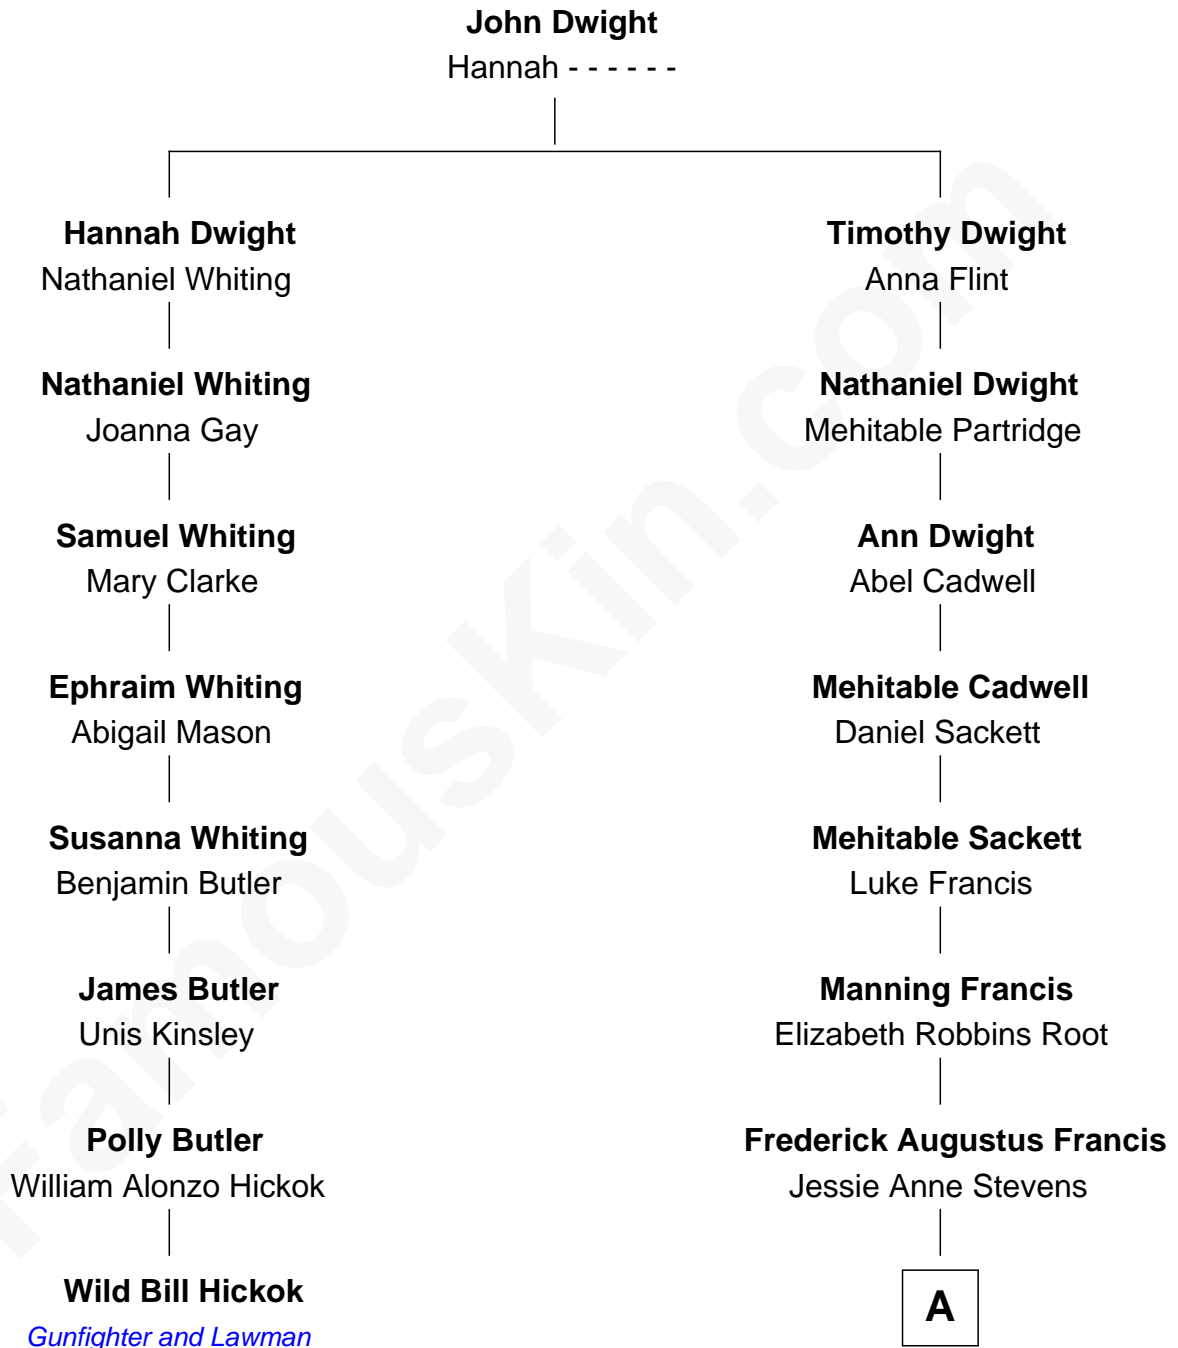 John Dwight
Hannah - - - - - -
Hannah Dwight
Nathaniel Whiting
Timothy Dwight
Anna Flint
Nathaniel Whiting
Joanna Gay
Nathaniel Dwight
Mehitable Partridge
Samuel Whiting
Mary Clarke
Ann Dwight
Abel Cadwell
Ephraim Whiting
Abigail Mason
Mehitable Cadwell
Daniel Sackett
Susanna Whiting
Benjamin Butler
Mehitable Sackett
Luke Francis
James Butler
Unis Kinsley
Manning Francis
Elizabeth Robbins Root
Polly Butler
William Alonzo Hickok
Frederick Augustus Francis
Jessie Anne Stevens
Wild Bill Hickok
Gunfighter and Lawman
A
FamousKin.com